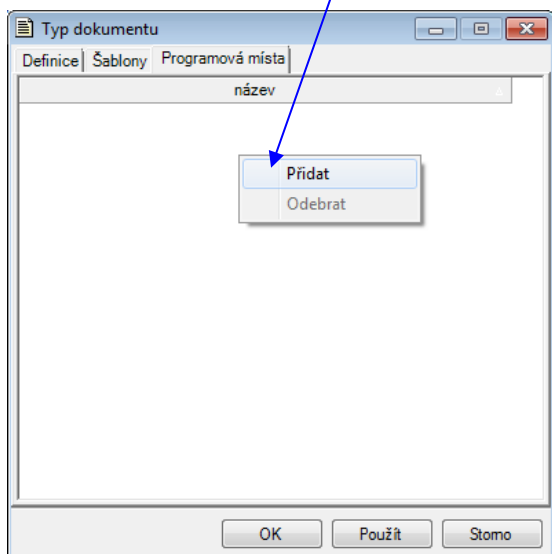 Typ dokumentu
Definice Šablony Programová místa
název
Přidat
Odebrat
OK Použít Storno